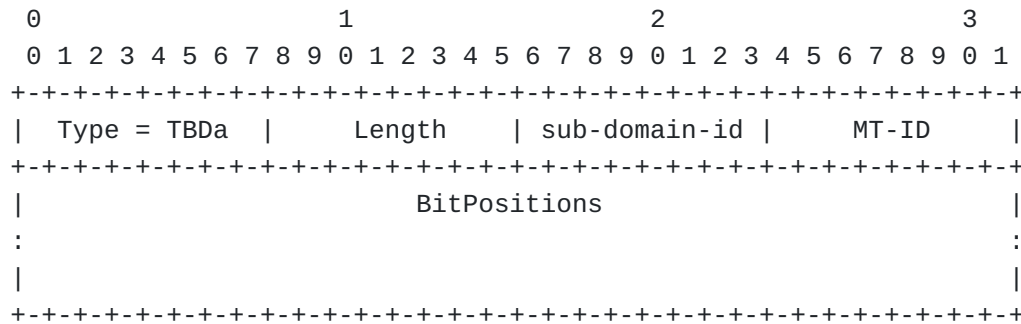 0                   1                   2                   3
 0 1 2 3 4 5 6 7 8 9 0 1 2 3 4 5 6 7 8 9 0 1 2 3 4 5 6 7 8 9 0 1
+-+-+-+-+-+-+-+-+-+-+-+-+-+-+-+-+-+-+-+-+-+-+-+-+-+-+-+-+-+-+-+-+
|  Type = TBDa  |     Length    | sub-domain-id |     MT-ID     |
+-+-+-+-+-+-+-+-+-+-+-+-+-+-+-+-+-+-+-+-+-+-+-+-+-+-+-+-+-+-+-+-+
|                         BitPositions                          |
:                                                               :
|                                                               |
+-+-+-+-+-+-+-+-+-+-+-+-+-+-+-+-+-+-+-+-+-+-+-+-+-+-+-+-+-+-+-+-+